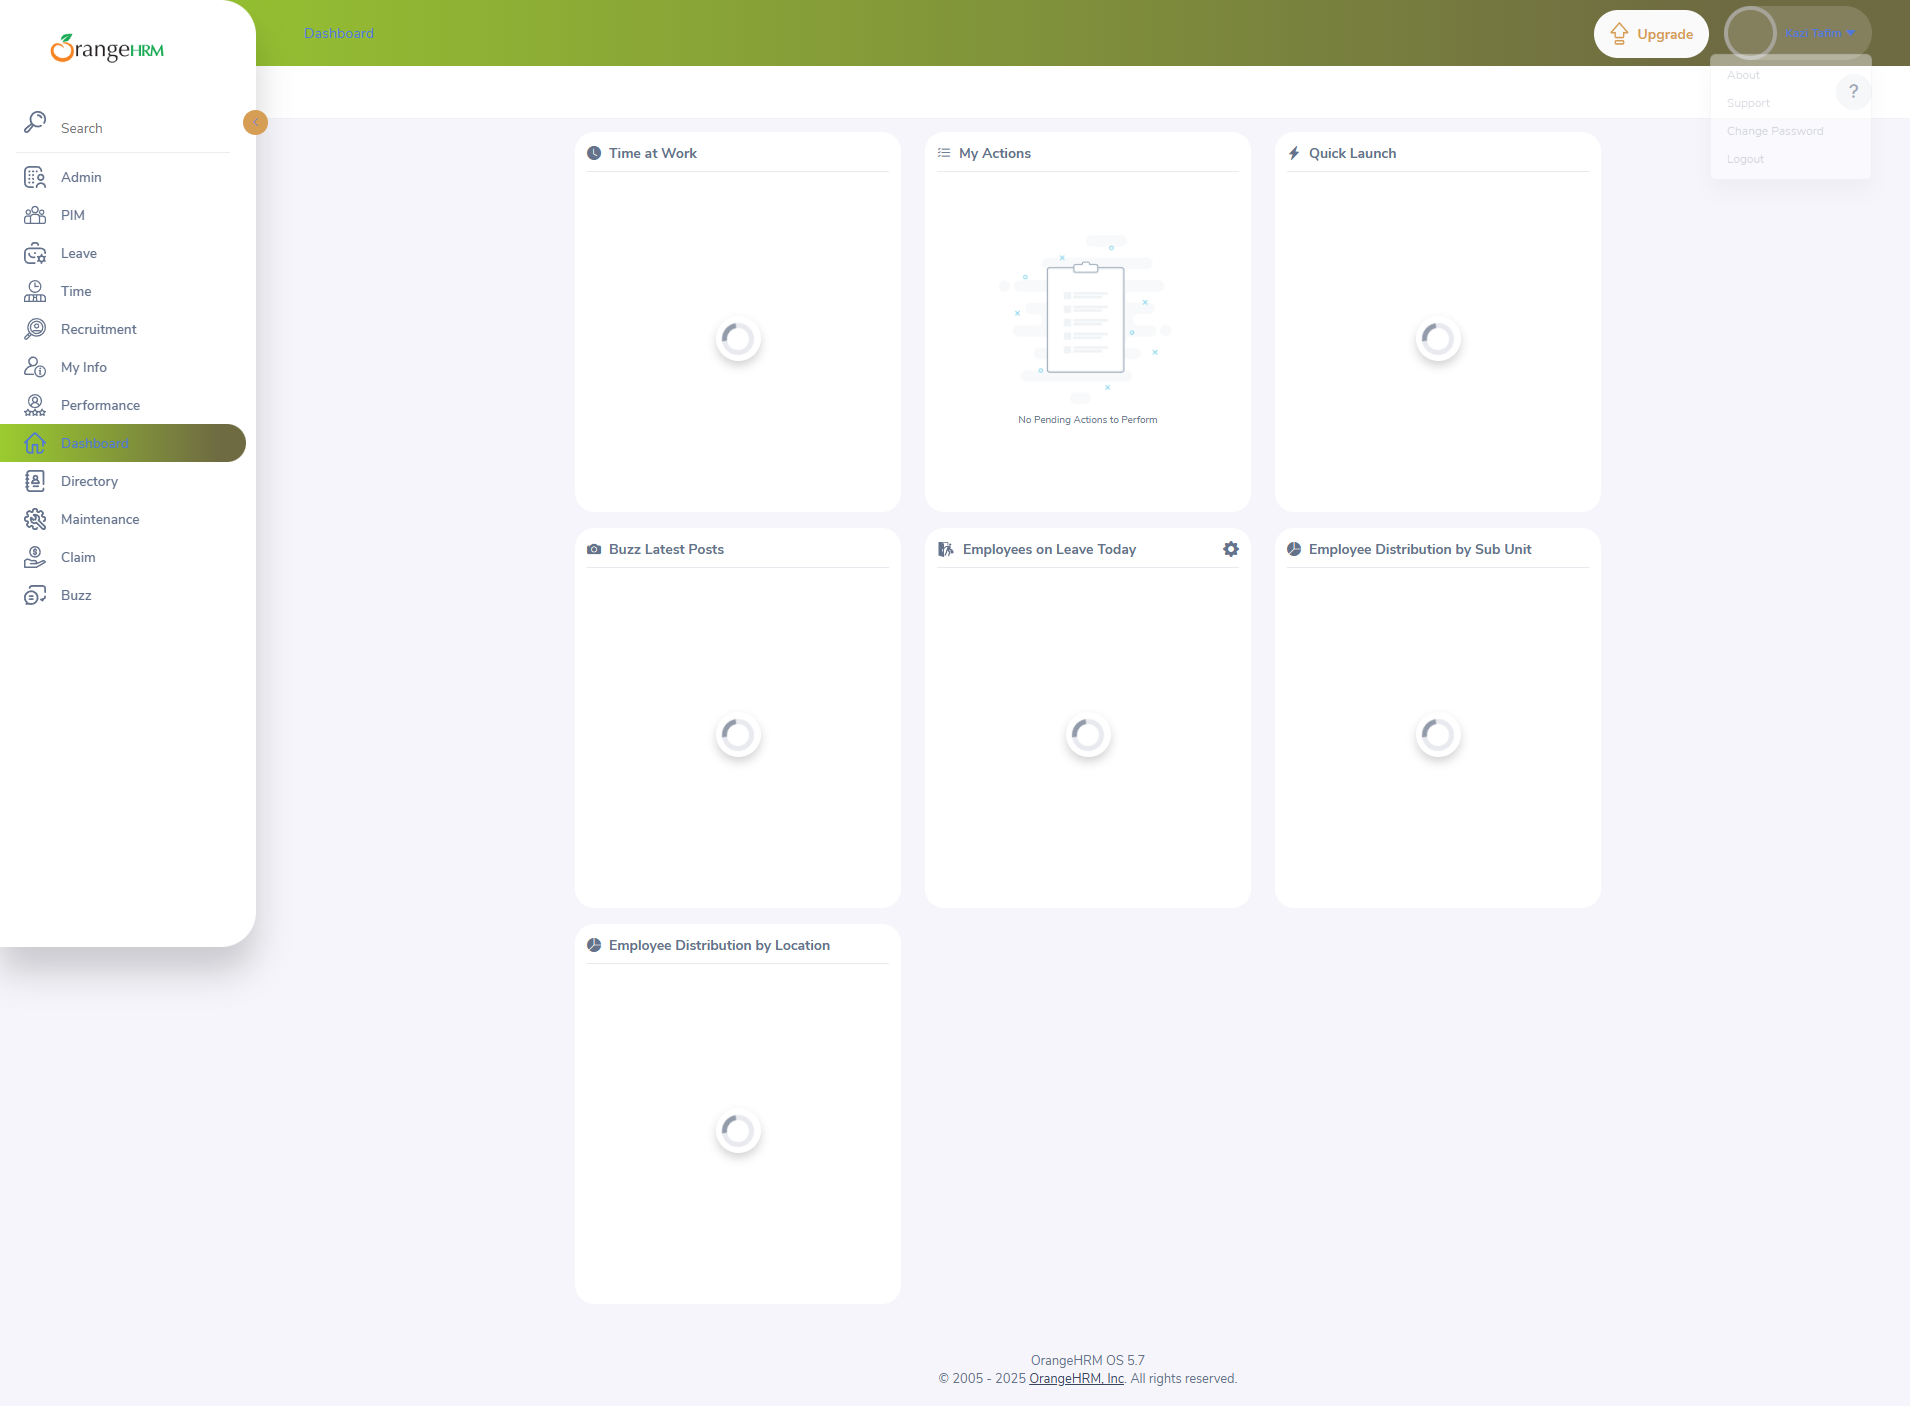 OrangeHRM
Search
Admin
PIM
Leave
Time
Recruitment
My Info
Performance
Dashboard
Directory
Maintenance
Claim
Buzz
Dashboard
Upgrade
About
Support
Change Password
Logout
?
Time at Work
My Actions
No Pending Actions to Perform
Quick Launch
Buzz Latest Posts
Employees on Leave Today
Employee Distribution by Sub Unit
Employee Distribution by Location
OrangeHRM OS 5.7
© 2005 - 2025 OrangeHRM, Inc. All rights reserved.